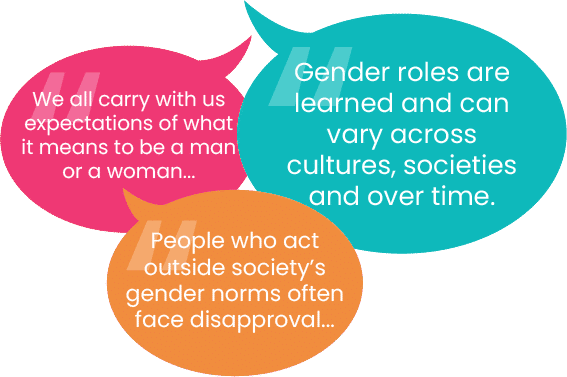 We all carry with us
expectations of what
it means to be a man
or a woman...
Gender roles are
learned and can
vary across
cultures, societies
and over time.
People who act
outside society’s
gender norms often
face disapproval...